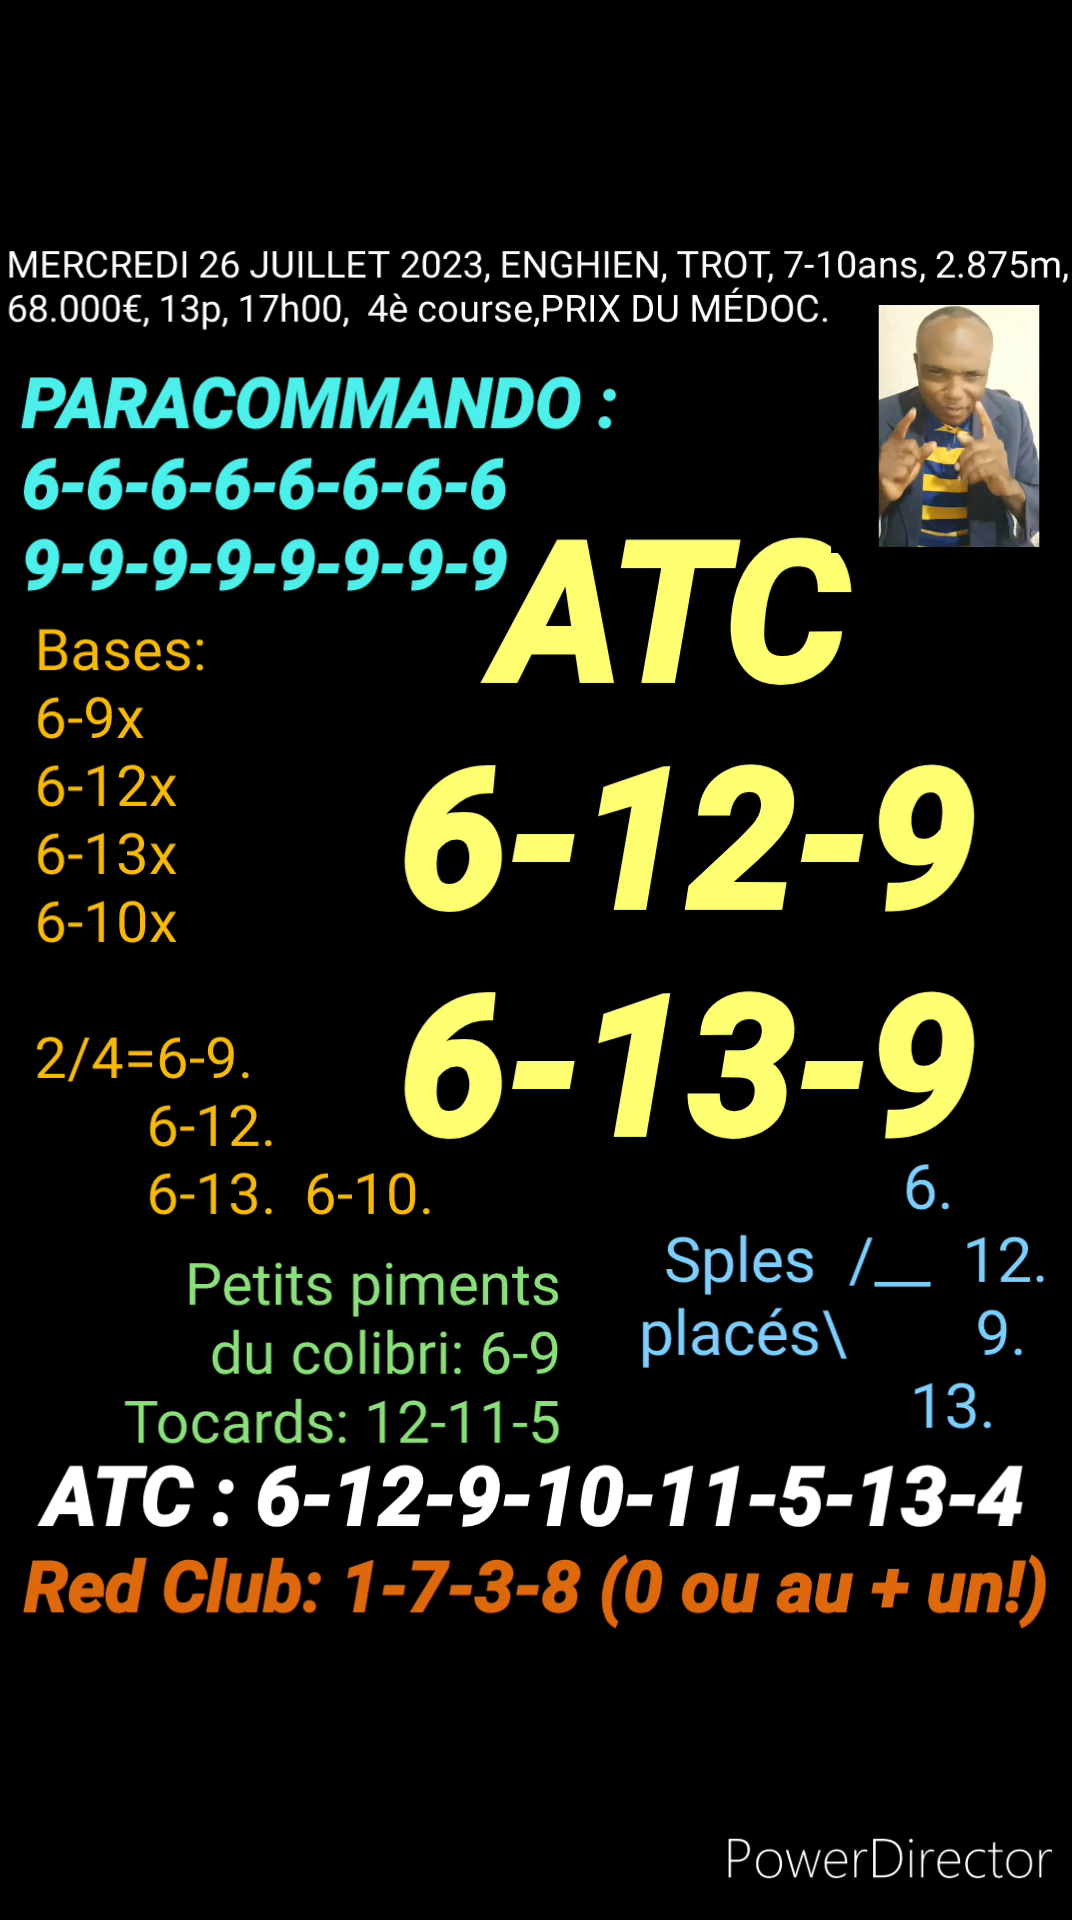 MERCREDI 26 JUILLET 2023, ENGHIEN, TROT, 7-10ans, 2.875m,
68.000€, 13p, 17h00, 4è course,PRIX DU MÉDOC.
PARACOMMANDO :
6-6-6-6-6-6-6-6
9-9-9-9-9-9-9-9
ATC
6-12-9
6-13-9
Bases:
6-9x
6-12x
6-13x
6-10x
2/4=6-9.
6-12.
6-13. 6-10.
6.
Sples /__ 12.
placés\ 9.
13.
Petits piments
du colibri: 6-9
Tocards: 12-11-5
ATC : 6-12-9-10-11-5-13-4
Red Club: 1-7-3-8 (0 ou au + un!)
PowerDirector